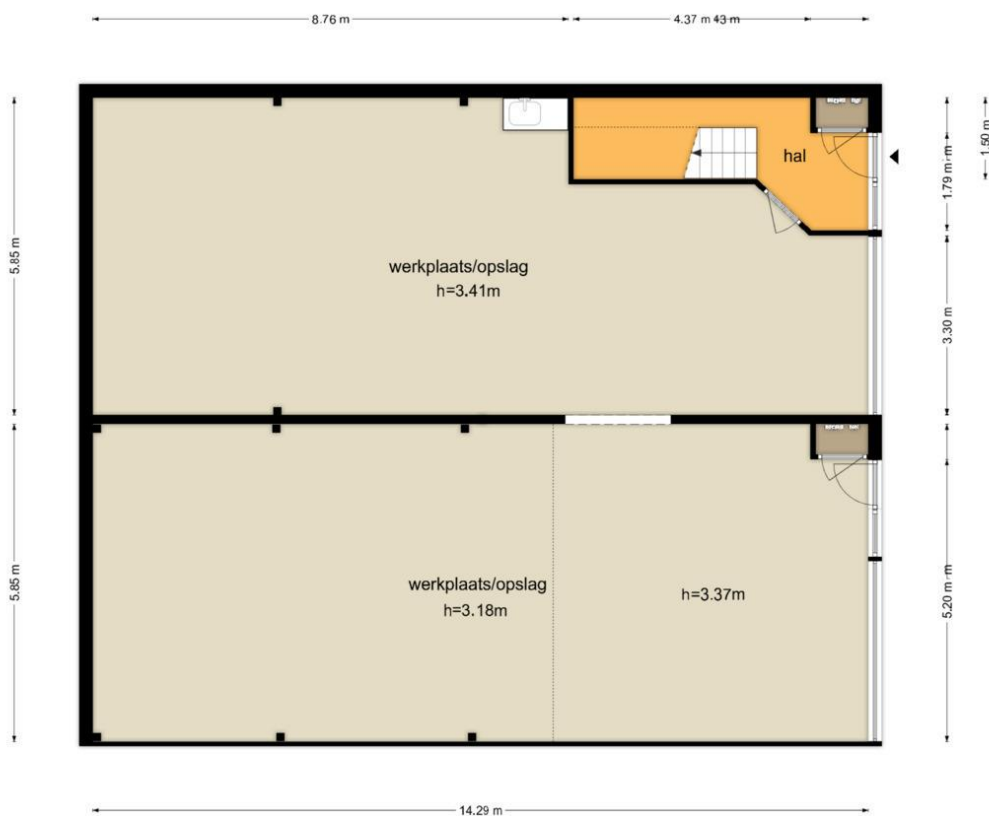 8.76 m
4.37 m
43 m
1.50 m
hal
1.79 m
5.85 m
werkplaats/opslag
h=3.41m
3.30 m
5.85 m
werkplaats/opslag
h=3.18m
h=3.37m
5.20 m
14.29 m